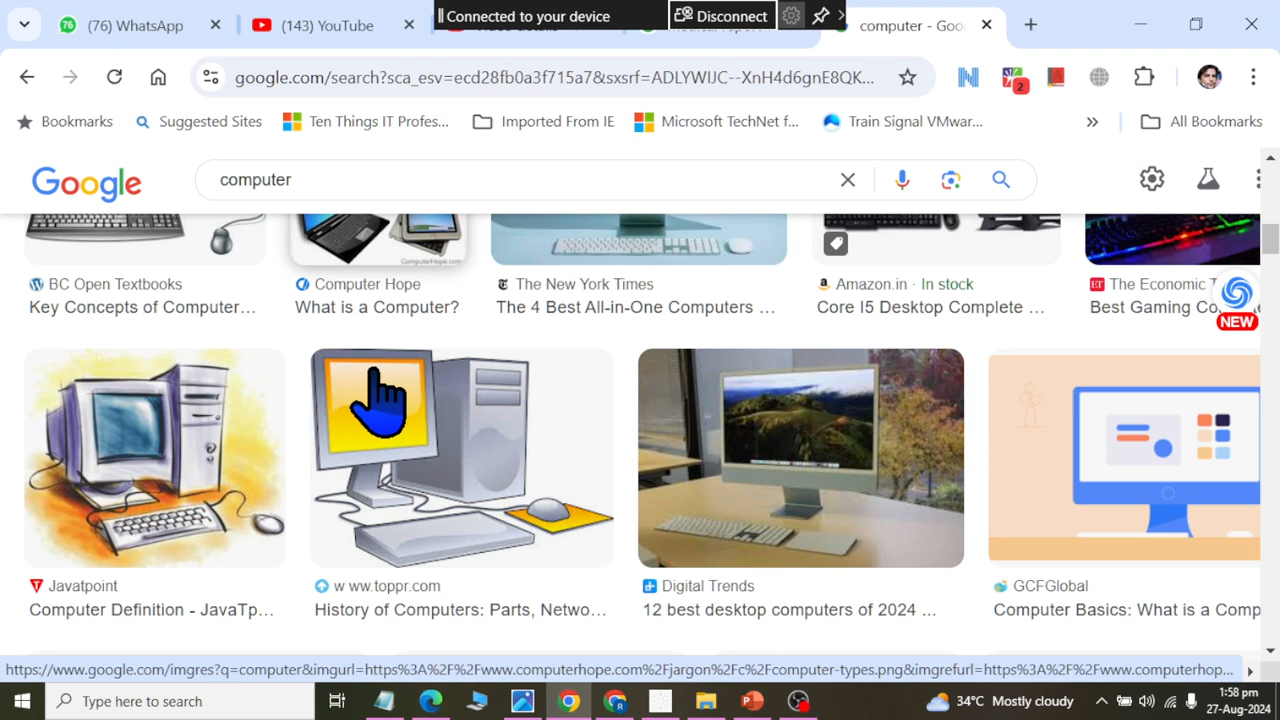 (76) WhatsApp
(143) YouTube
Connected to your device
Disconnect
computer - Goo
google.com/search?sca_esv=ecd28fb0a3f715a7&sxsrf=ADLYWIJC--XnH4d6gnE8QK...
2
Bookmarks
Suggested Sites
Ten Things IT Profes...
Imported From IE
Microsoft TechNet f...
Train Signal VMwar...
All Bookmarks
Google
computer
ComputerHope.com
BC Open Textbooks
Key Concepts of Computer...
Computer Hope
What is a Computer?
The New York Times
The 4 Best All-in-One Computers ...
Amazon.in · In stock
Core I5 Desktop Complete ...
The Economic T
Best Gaming Co
NEW
Javatpoint
Computer Definition - JavaTp...
w ww.toppr.com
History of Computers: Parts, Netwo...
Digital Trends
12 best desktop computers of 2024 ...
GCFGlobal
Computer Basics: What is a Comp
https://www.google.com/imgres?q=computer&imgurl=https%3A%2F%2Fwww.computerhope.com%2Fjargon%2Fc%2Fcomputer-types.png&imgrefurl=https%3A%2F%2Fwww.computerhop...
Type here to search
34°C Mostly cloudy
1:58 pm
27-Aug-2024